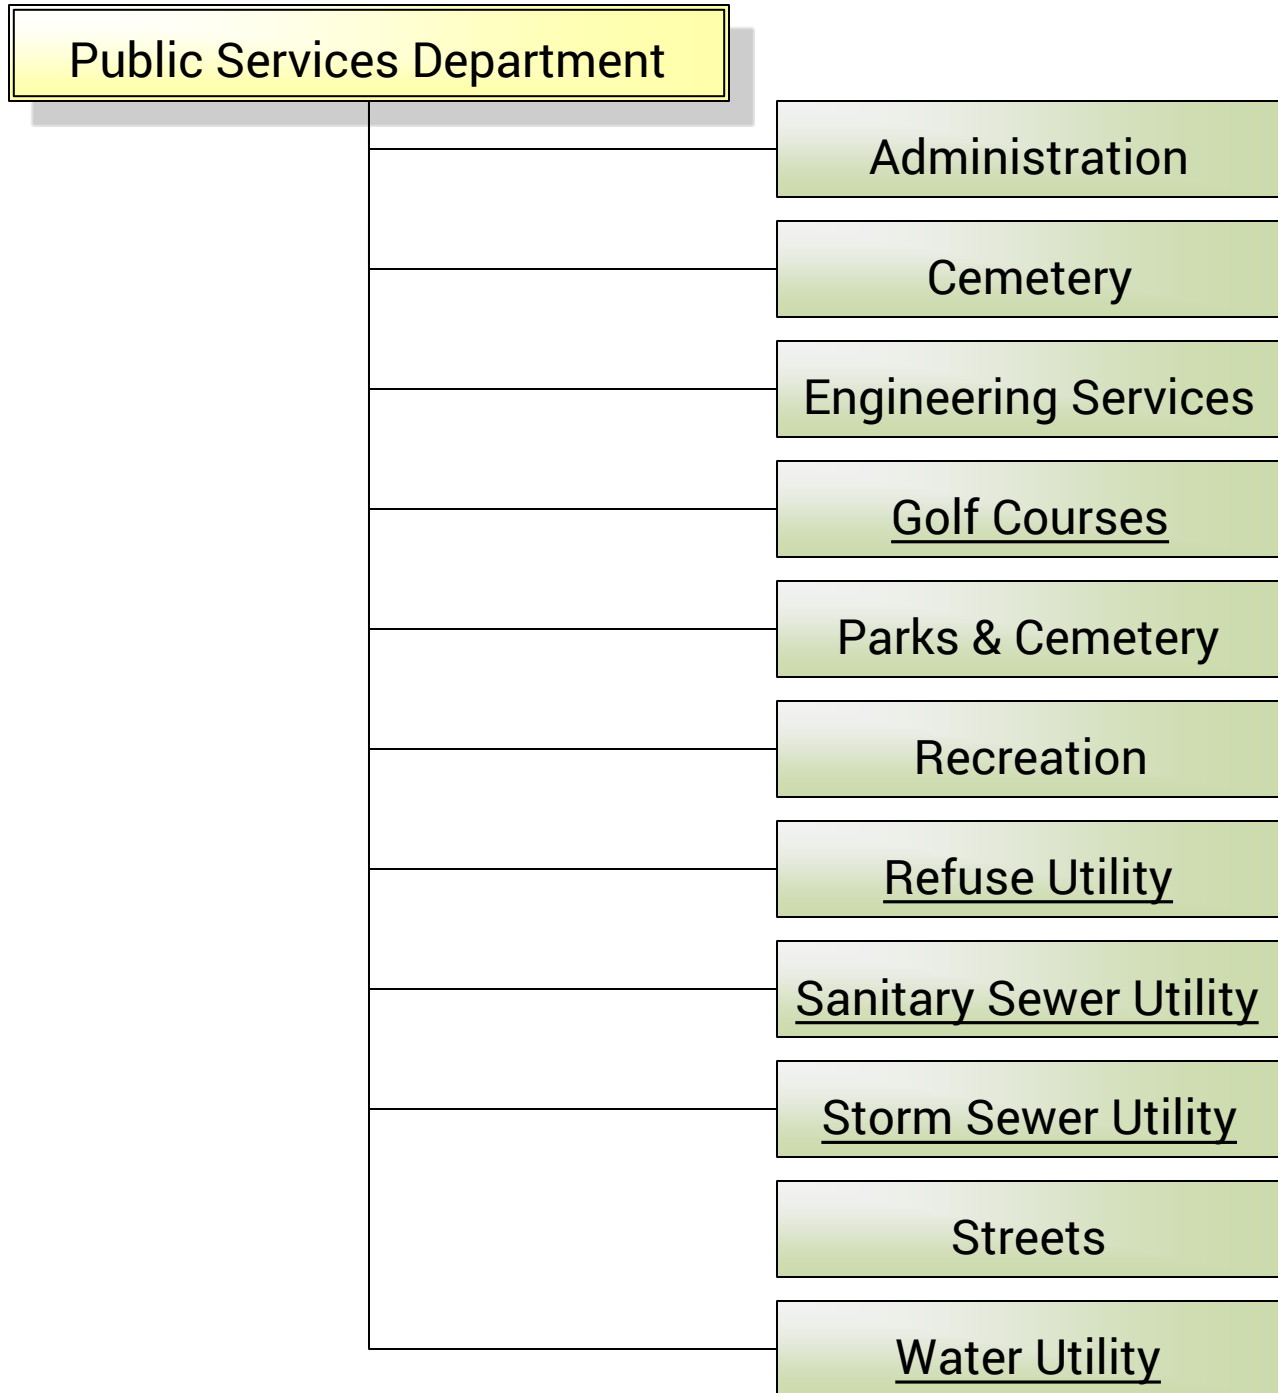 Public Services Department
Administration
Cemetery
Engineering Services
Golf Courses
Parks & Cemetery
Recreation
Refuse Utility
Sanitary Sewer Utility
Storm Sewer Utility
Streets
Water Utility